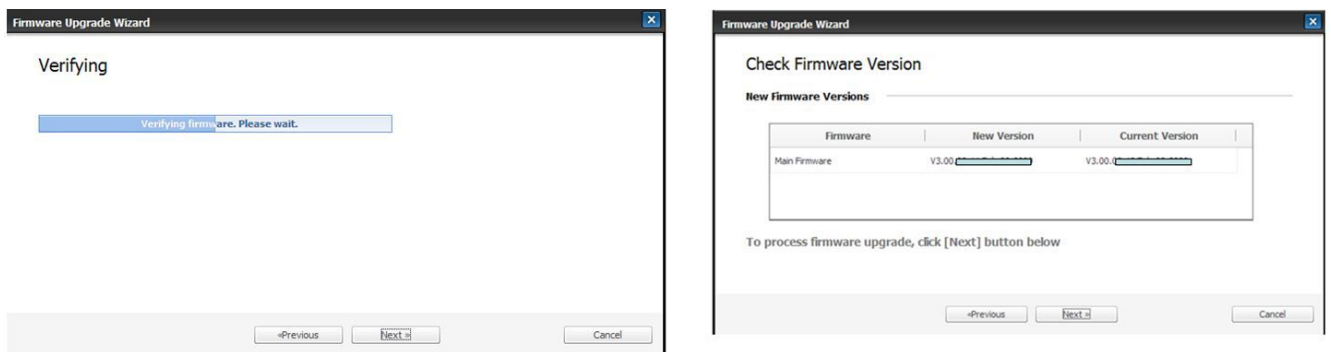 Firmware Upgrade Wizard
Verifying
Verifying firmware. Please wait.
«Previous Next » Cancel
Firmware Upgrade Wizard
Check Firmware Version
New Firmware Versions
Firmware New Version Current Version
Main Firmware V3.00. V3.00.
To process firmware upgrade, click [Next] button below
«Previous Next » Cancel